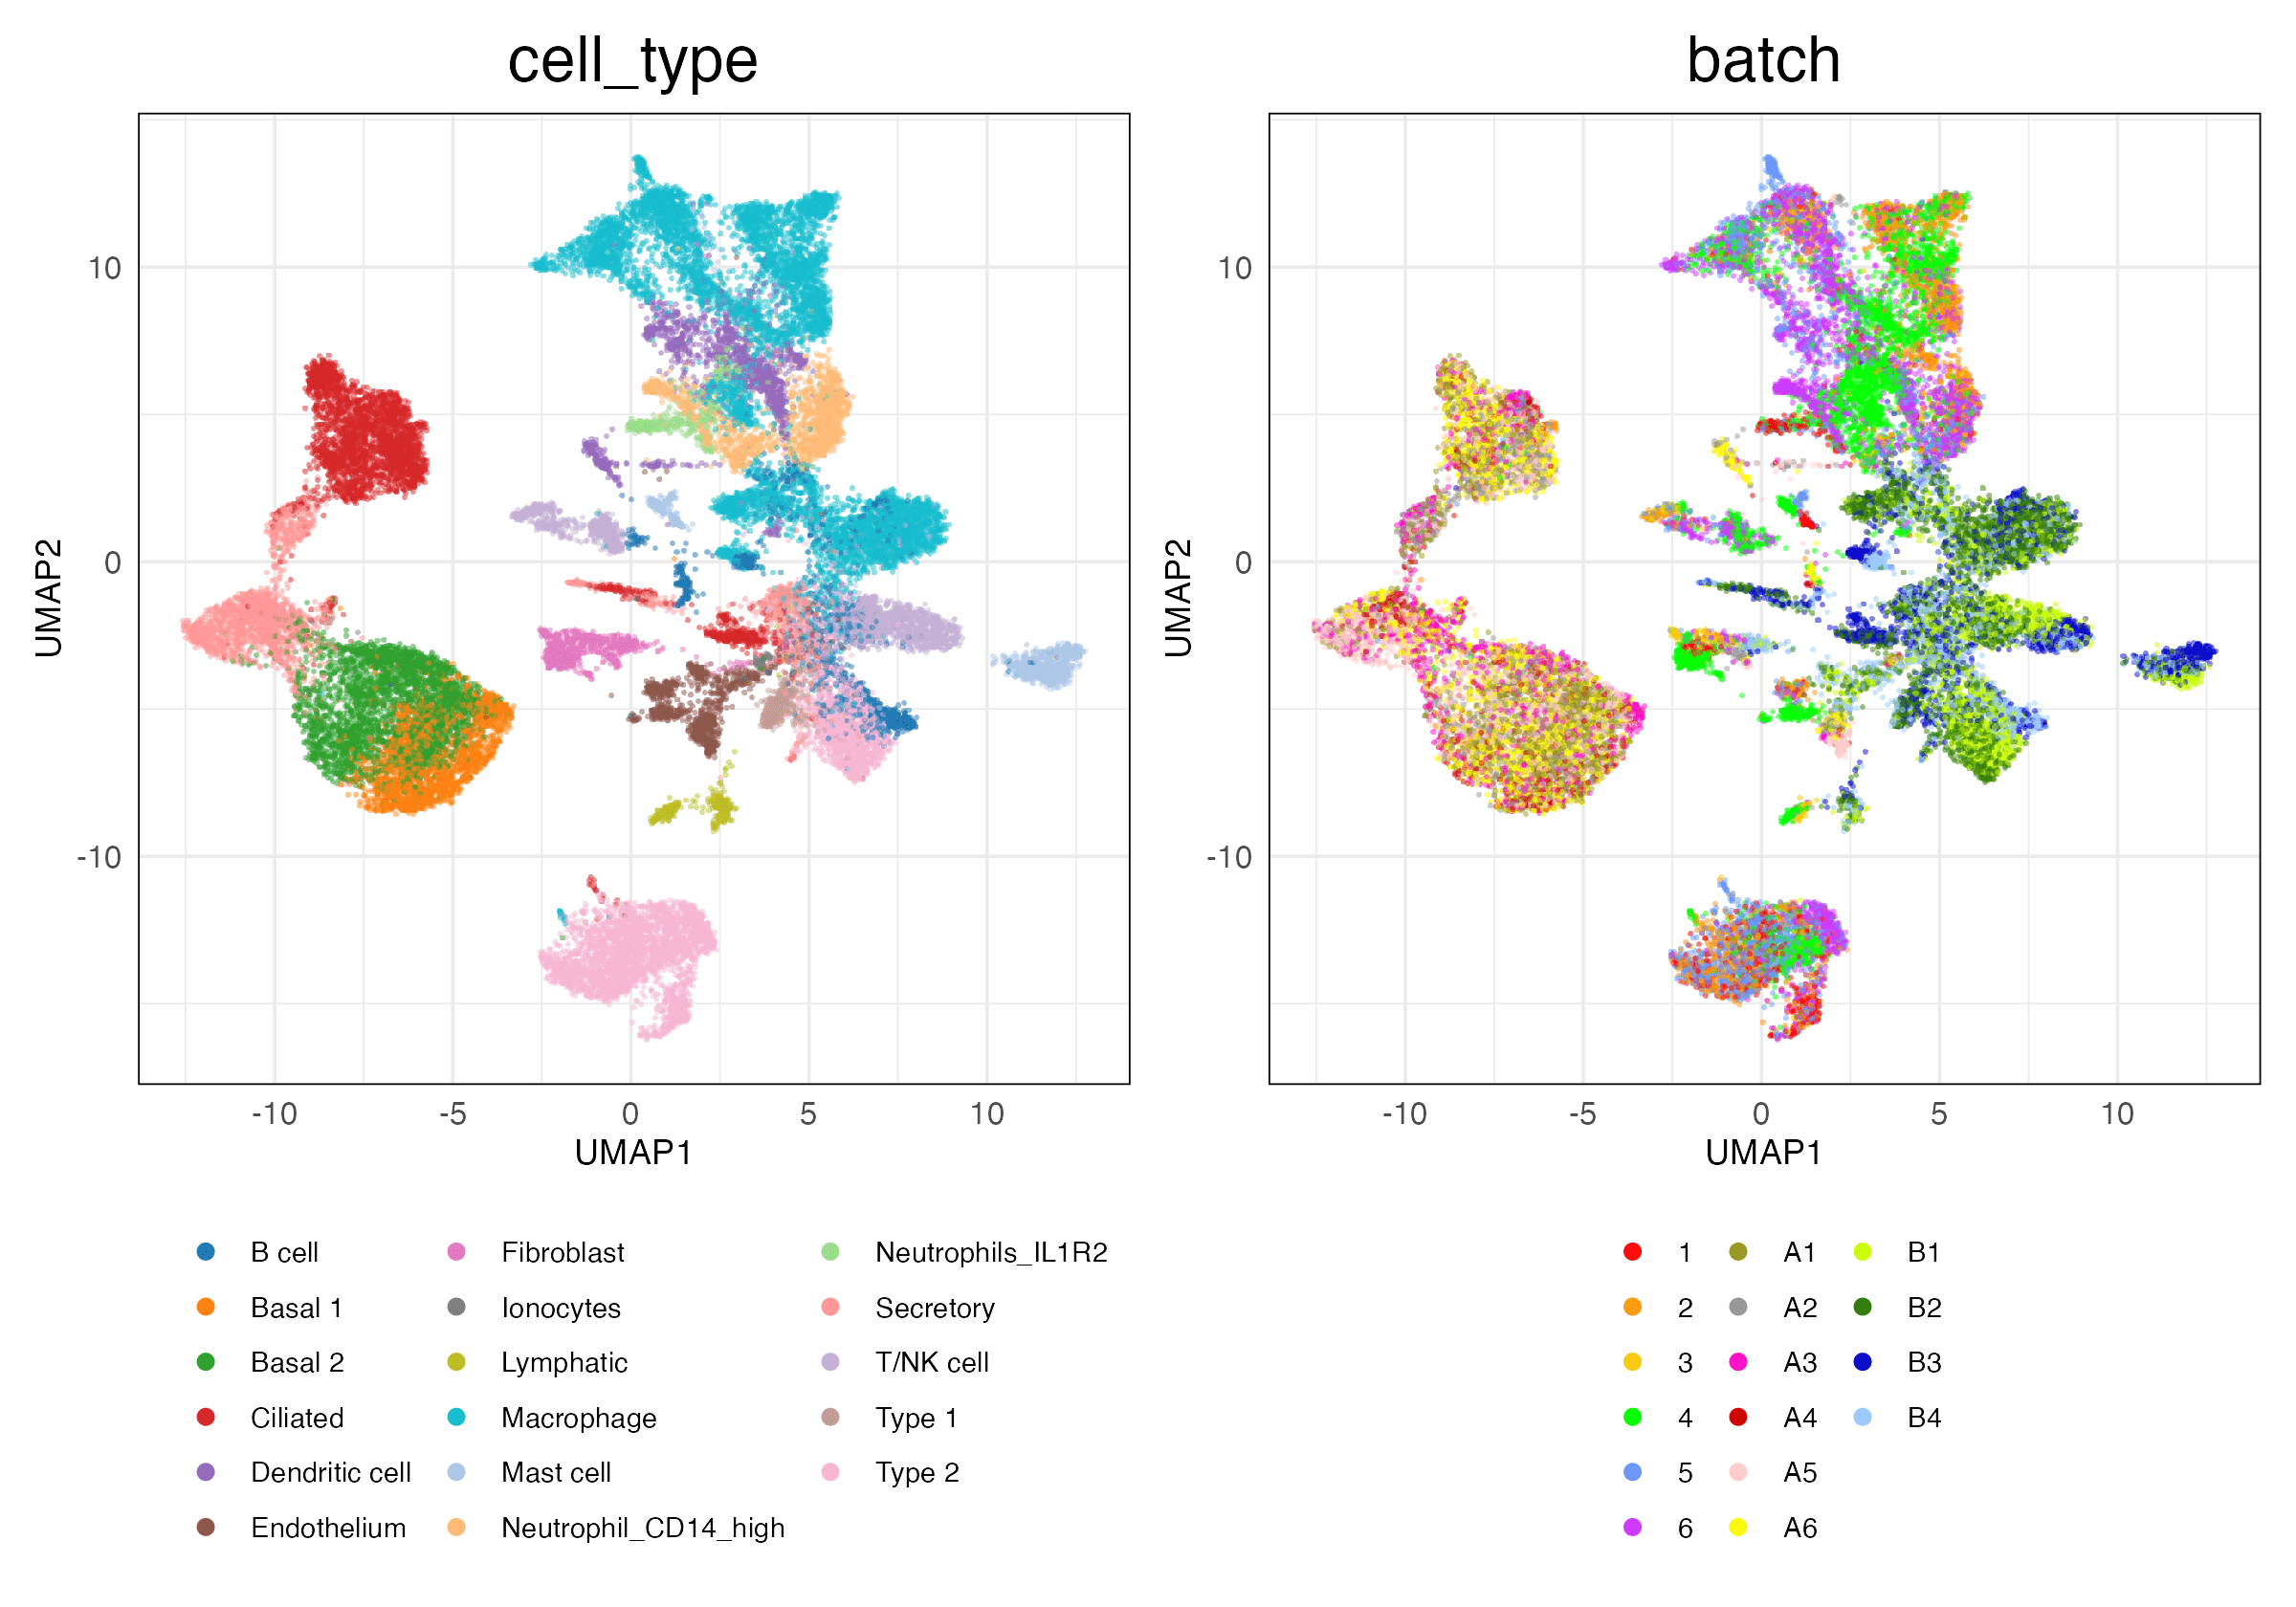 cell_type
batch
10
0
-10
UMAP2
-10 -5 0 5 10
UMAP1
10
0
-10
UMAP2
-10 -5 0 5 10
UMAP1
B cell Fibroblast Neutrophils_IL1R2
Basal 1 Ionocytes Secretory
Basal 2 Lymphatic T/NK cell
Ciliated Macrophage Type 1
Dendritic cell Mast cell Type 2
Endothelium Neutrophil_CD14_high
1 A1 B1
2 A2 B2
3 A3 B3
4 A4 B4
5 A5
6 A6